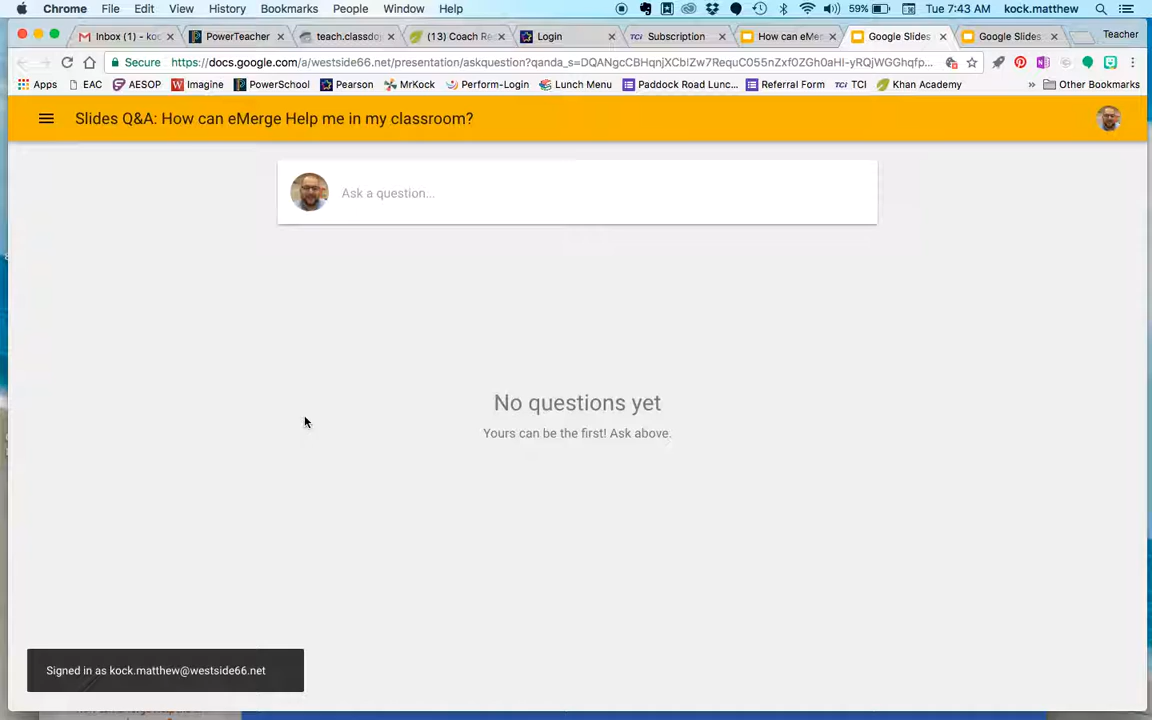 Chrome File Edit View History Bookmarks People Window Help 59% Tue 7:43 AM kock.matthew
Inbox (1) - koc PowerTeacher teach.classdo (13) Coach Re Login TCI Subscription How can eMer Google Slides Google Slides Teacher
Secure https://docs.google.com/a/westside66.net/presentation/askquestion?qanda_s=DQANgcCBHqnjXCbIZw7RequC055nZxf0ZGh0aHI-yRQjWGGhqfp...
Apps EAC AESOP Imagine PowerSchool Pearson MrKock Perform-Login Lunch Menu Paddock Road Lunc... Referral Form TCI TCI Khan Academy » Other Bookmarks
Slides Q&A: How can eMerge Help me in my classroom?
Ask a question...
No questions yet
Yours can be the first! Ask above.
Signed in as kock.matthew@westside66.net